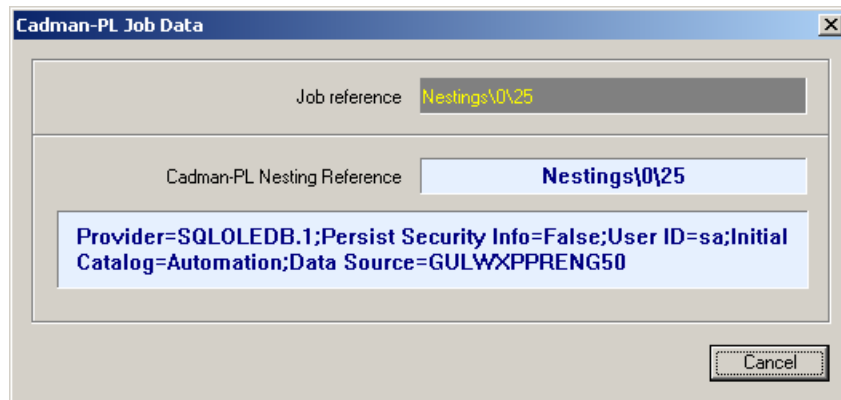 Cadman-PL Job Data
Job reference Nestings\0\25
Cadman-PL Nesting Reference Nestings\0\25
Provider=SQLOLEDB.1;Persist Security Info=False;User ID=sa;Initial
Catalog=Automation;Data Source=GULWXPPRENG50
Cancel